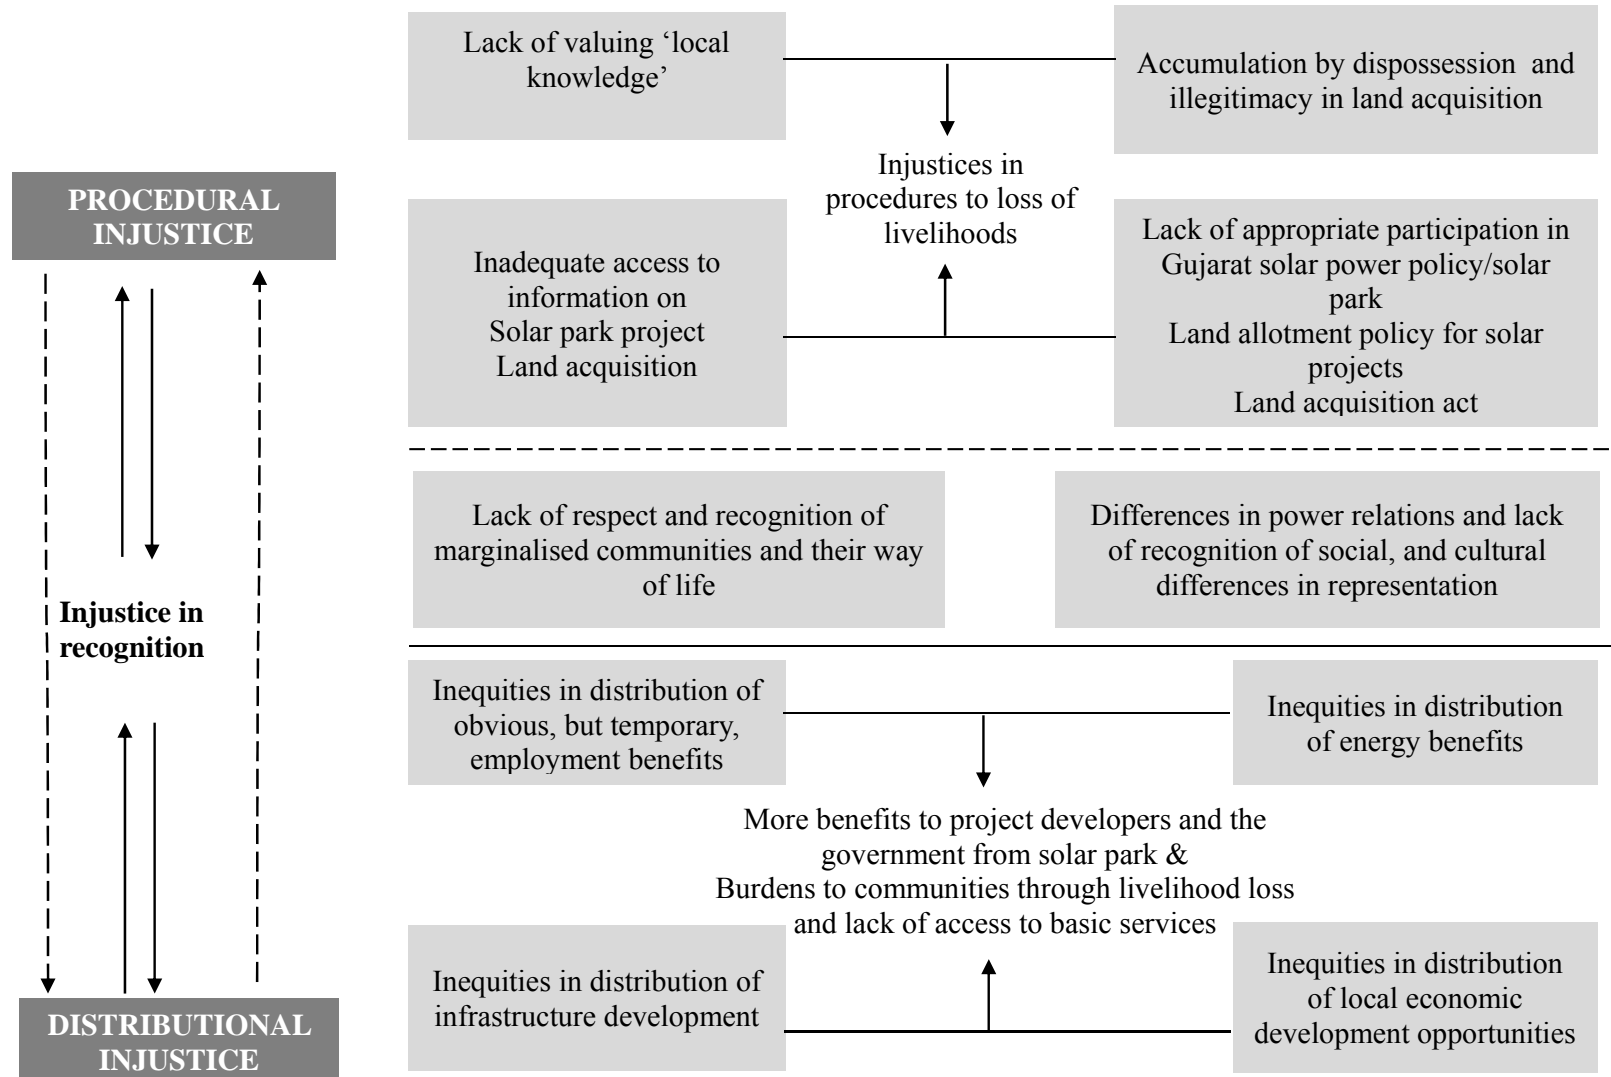 Lack of valuing ‘local
knowledge’
Accumulation by dispossession and
illegitimacy in land acquisition
Injustices in
procedures to loss of
livelihoods
PROCEDURAL
INJUSTICE
Inadequate access to
information on
Solar park project
Land acquisition
Lack of appropriate participation in
Gujarat solar power policy/solar
park
Land allotment policy for solar
projects
Land acquisition act
Lack of respect and recognition of
marginalised communities and their way
of life
Differences in power relations and lack
of recognition of social, and cultural
differences in representation
Injustice in
recognition
Inequities in distribution of
obvious, but temporary,
employment benefits
Inequities in distribution
of energy benefits
More benefits to project developers and the
government from solar park &
Burdens to communities through livelihood loss
and lack of access to basic services
Inequities in distribution of
infrastructure development
Inequities in distribution
of local economic
development opportunities
DISTRIBUTIONAL
INJUSTICE